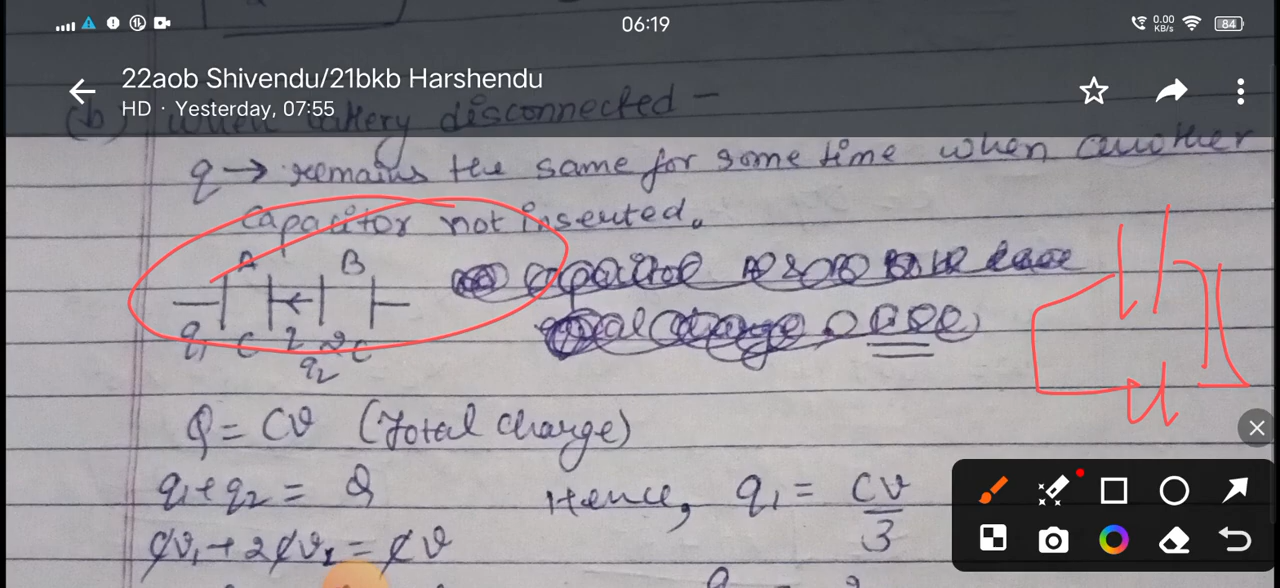 06:19
0.00 KB/s
84
22aob Shivendu/21bkb Harshendu
HD · Yesterday, 07:55
(b) When battery disconnected -
q → remains the same for some time when another
capacitor not inserted.
A B
q1 C 2C
q2
Q = CV (Total charge)
q1 + q2 = Q
Hence, q1 = CV/3
CV1 + 2CV2 = CV